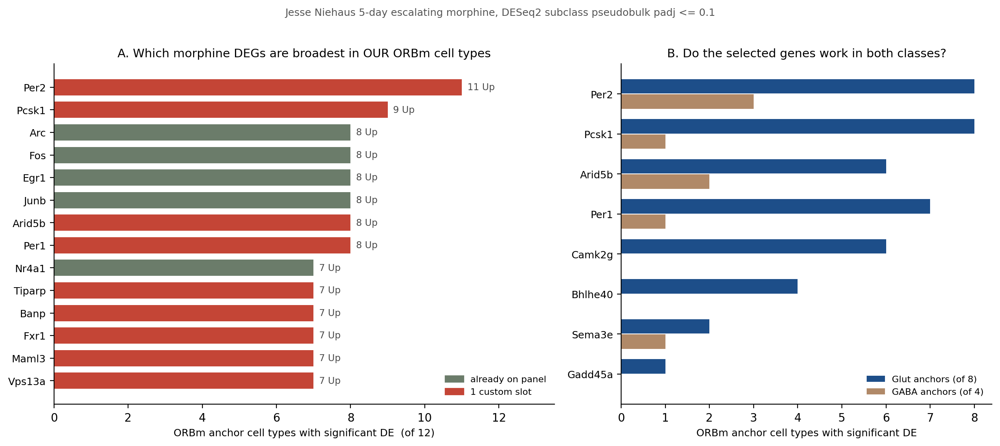 Jesse Niehaus 5-day escalating morphine, DESeq2 subclass pseudobulk padj <= 0.1
A. Which morphine DEGs are broadest in OUR ORBm cell types
Per2
11 Up
Pcsk1
9 Up
Arc
8 Up
Fos
8 Up
Egr1
8 Up
Junb
8 Up
Arid5b
8 Up
Per1
8 Up
Nr4a1
7 Up
Tiparp
7 Up
Banp
7 Up
Fxr1
7 Up
Maml3
7 Up
Vps13a
7 Up
already on panel
1 custom slot
0 2 4 6 8 10 12
ORBm anchor cell types with significant DE  (of 12)
B. Do the selected genes work in both classes?
Per2
Pcsk1
Arid5b
Per1
Camk2g
Bhlhe40
Sema3e
Gadd45a
Glut anchors (of 8)
GABA anchors (of 4)
0 1 2 3 4 5 6 7 8
ORBm anchor cell types with significant DE